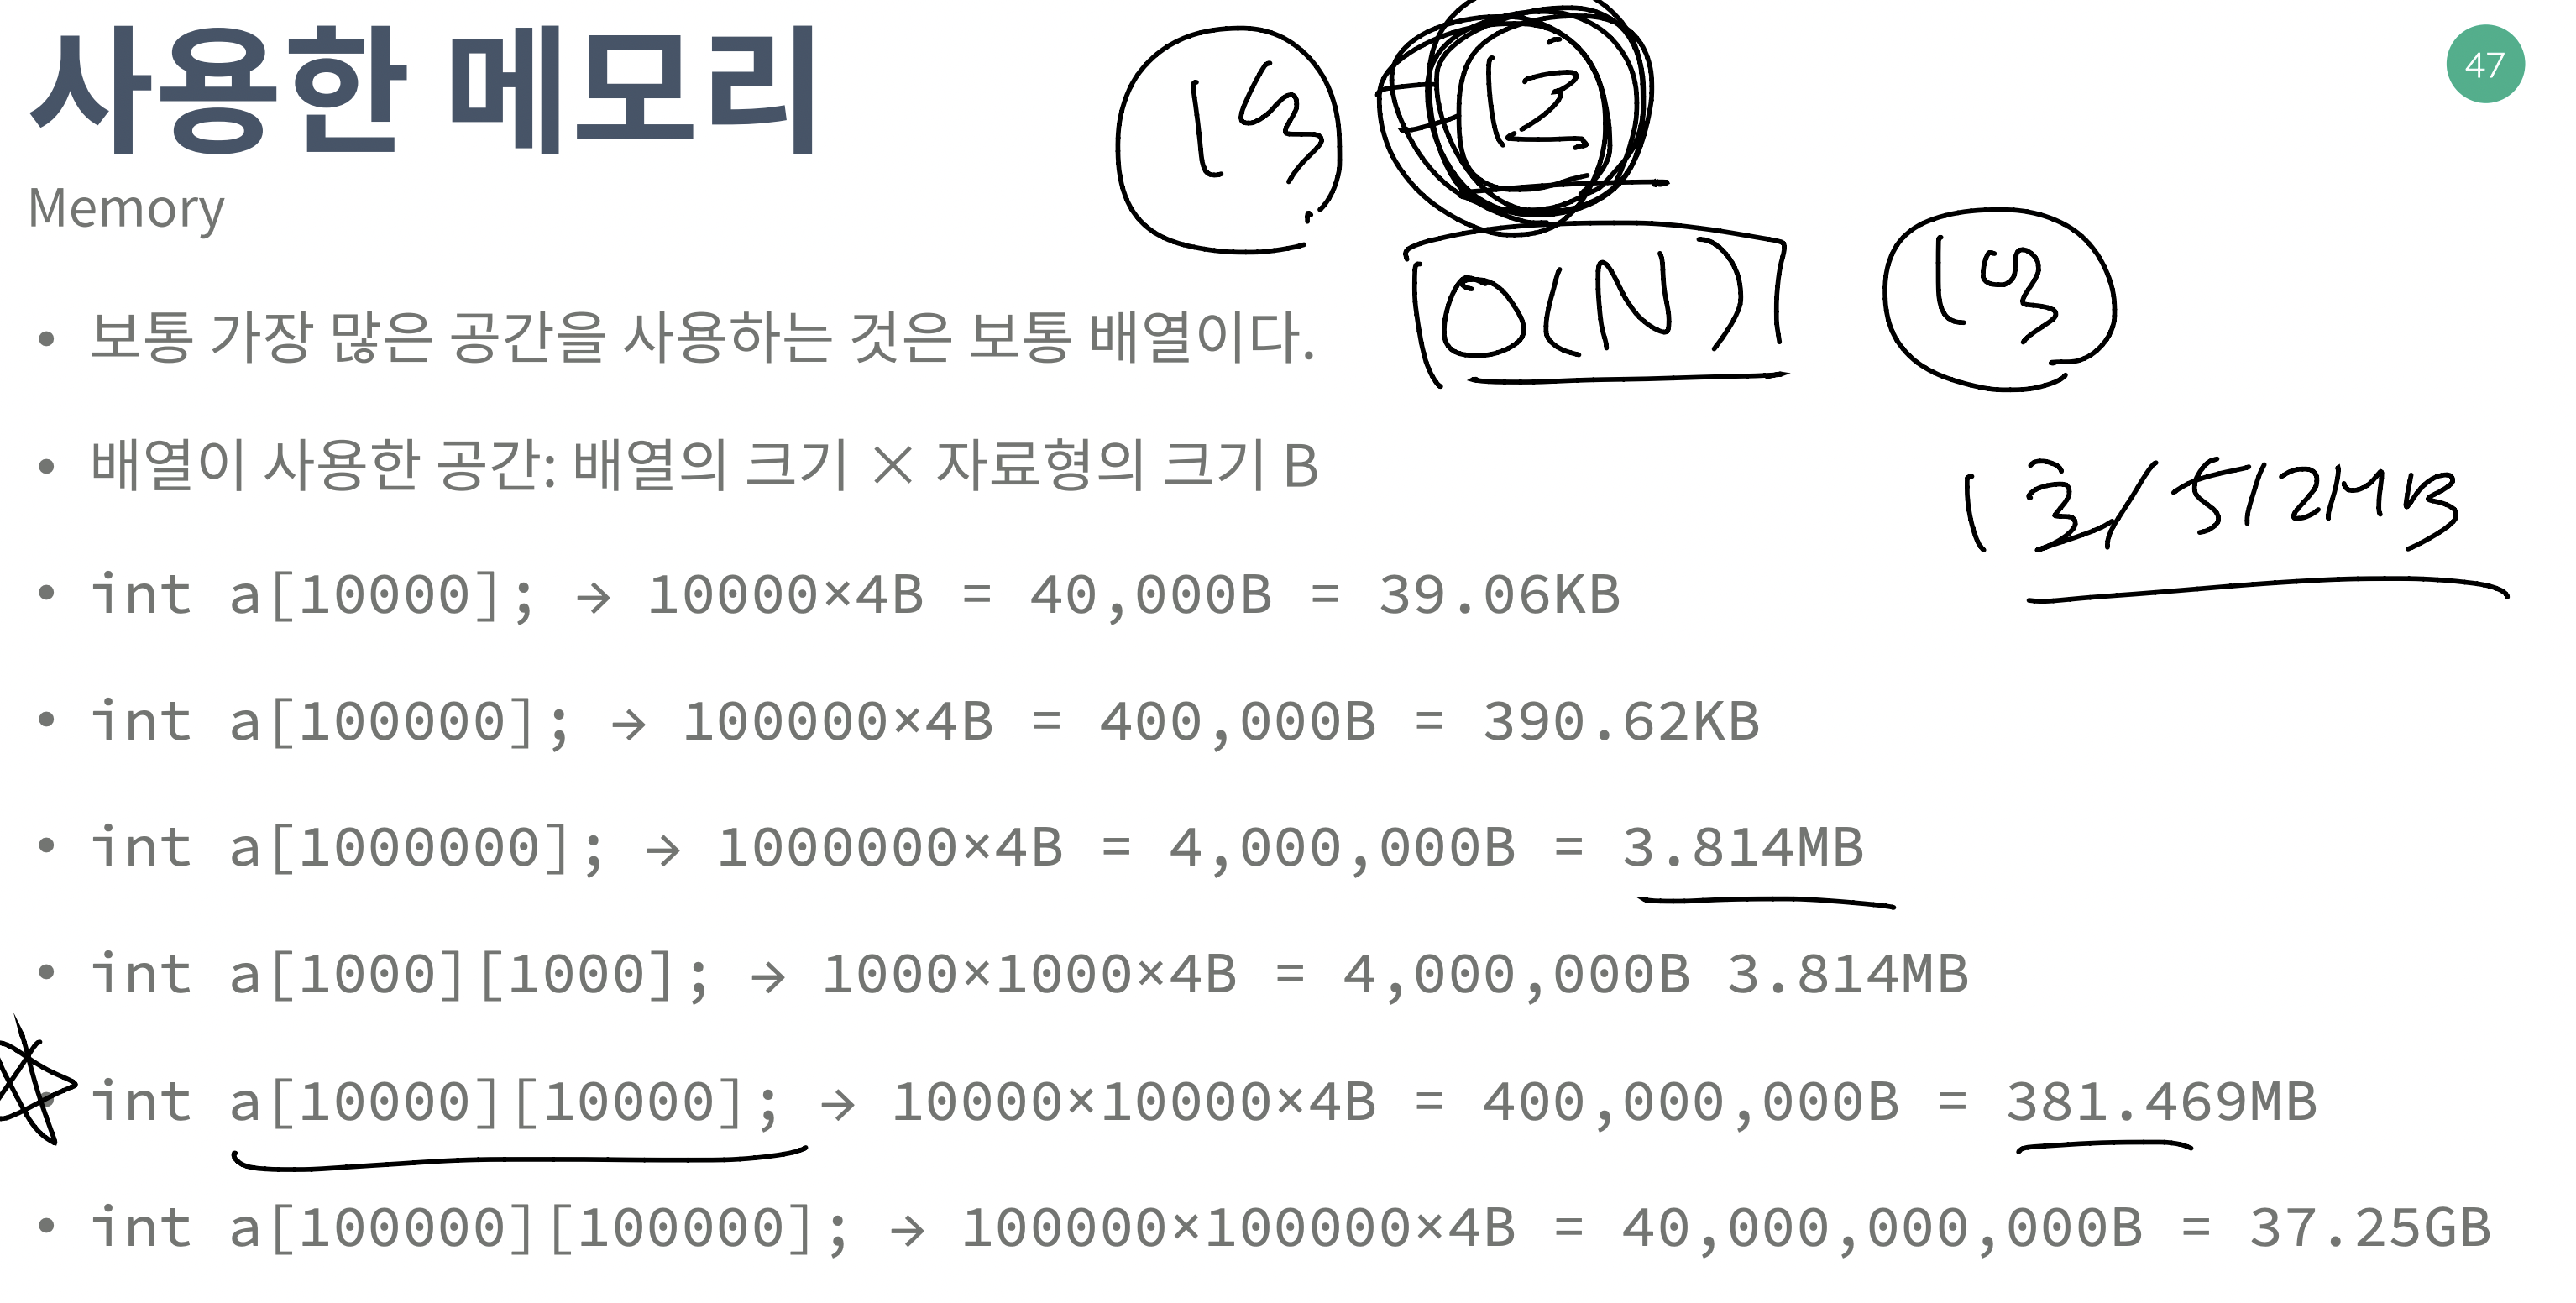 사용한 메모리
47
Memory
1억
1초
O(N)
1억
• 보통 가장 많은 공간을 사용하는 것은 보통 배열이다.
• 배열이 사용한 공간: 배열의 크기 × 자료형의 크기 B
1초/512MB
• int a[10000]; → 10000×4B = 40,000B = 39.06KB
• int a[100000]; → 100000×4B = 400,000B = 390.62KB
• int a[1000000]; → 1000000×4B = 4,000,000B = 3.814MB
• int a[1000][1000]; → 1000×1000×4B = 4,000,000B 3.814MB
• int a[10000][10000]; → 10000×10000×4B = 400,000,000B = 381.469MB
• int a[100000][100000]; → 100000×100000×4B = 40,000,000,000B = 37.25GB